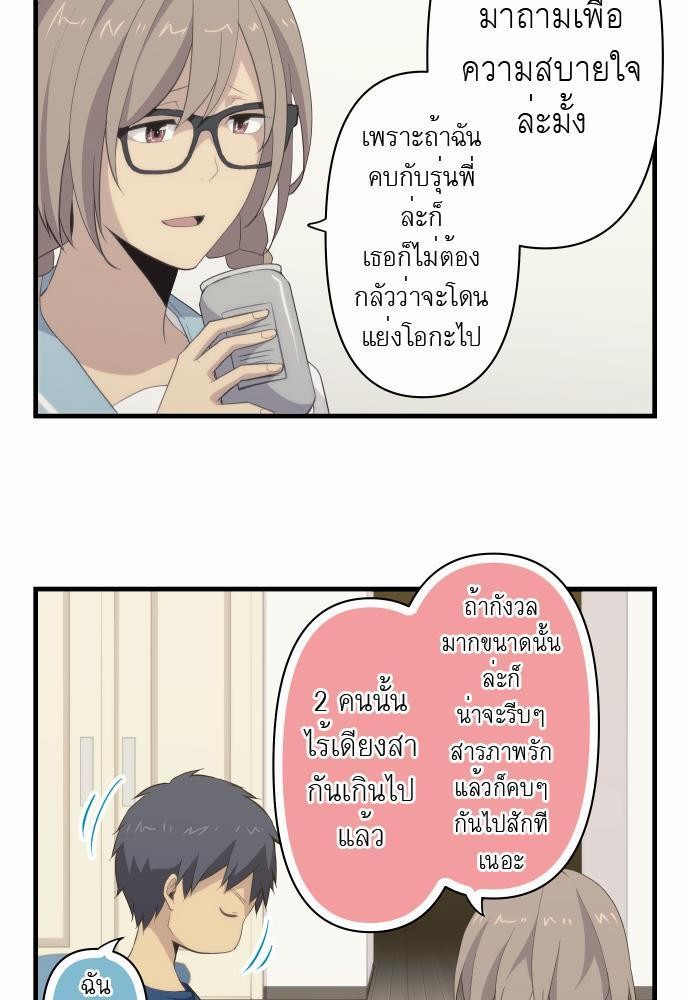 มาถามเพื่อ
ความสบายใจ
ล่ะมั้ง
เพราะถ้าฉัน
คบกับรุ่นพี่
ล่ะก็
เธอก็ไม่ต้อง
กลัวว่าจะโดน
แย่งโอกะไป
ถ้ากังวล
มากขนาดนั้น
ล่ะก็
น่าจะรีบๆ
สารภาพรัก
แล้วก็คบๆ
กันไปสักที
เนอะ
2 คนนั้น
ไร้เดียงสา
กันเกินไป
แล้ว
ฉัน